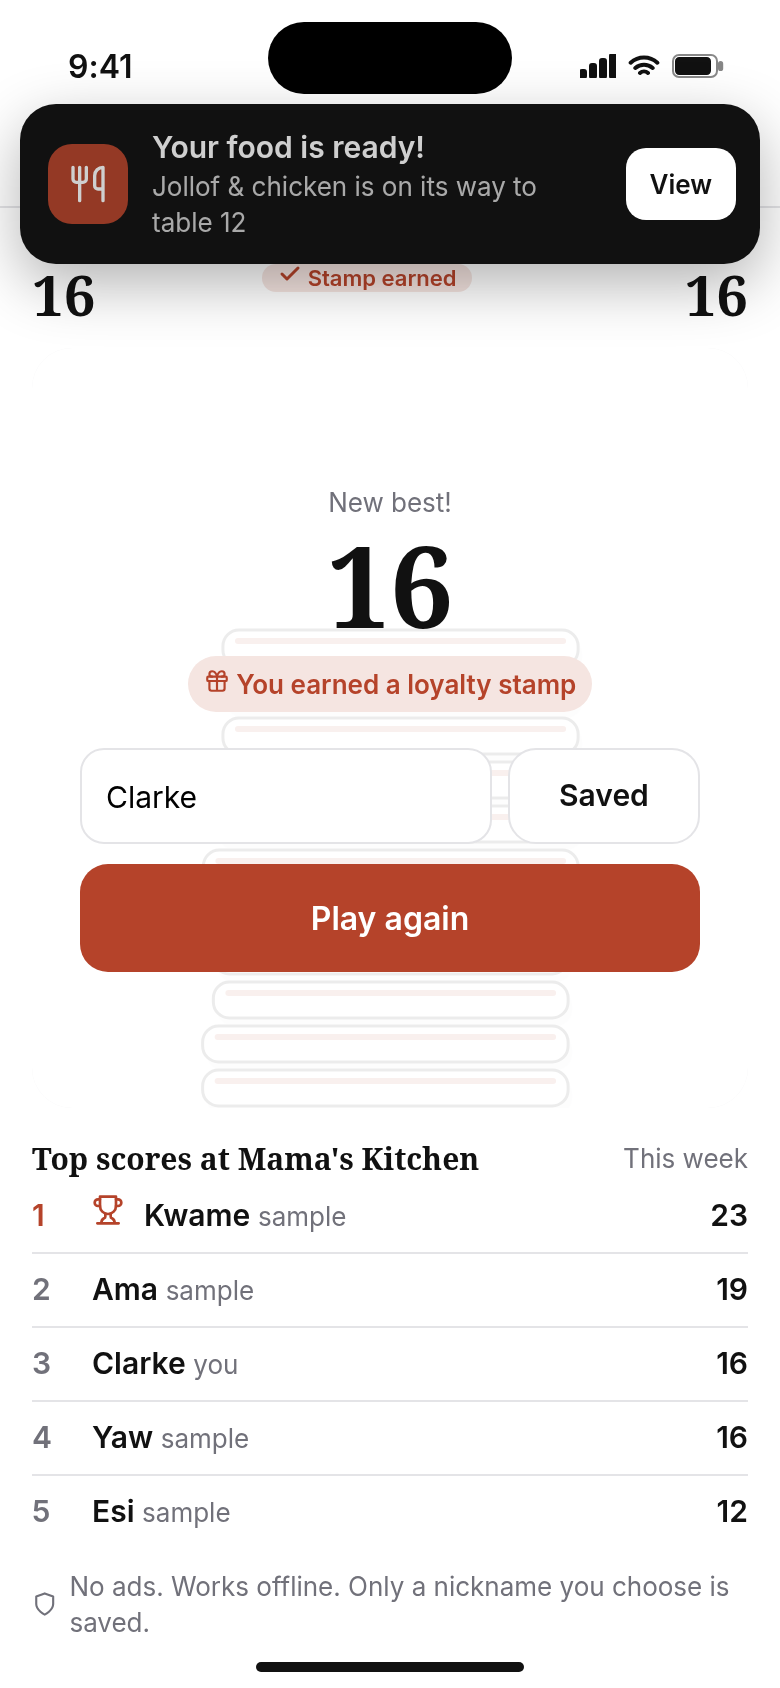 9:41
Your food is ready!
Jollof & chicken is on its way to
table 12
View
16
Stamp earned
16
New best!
16
You earned a loyalty stamp
Clarke
Saved
Play again
Top scores at Mama's Kitchen
This week
1 Kwame sample 23
2 Ama sample 19
3 Clarke you 16
4 Yaw sample 16
5 Esi sample 12
No ads. Works offline. Only a nickname you choose is
saved.